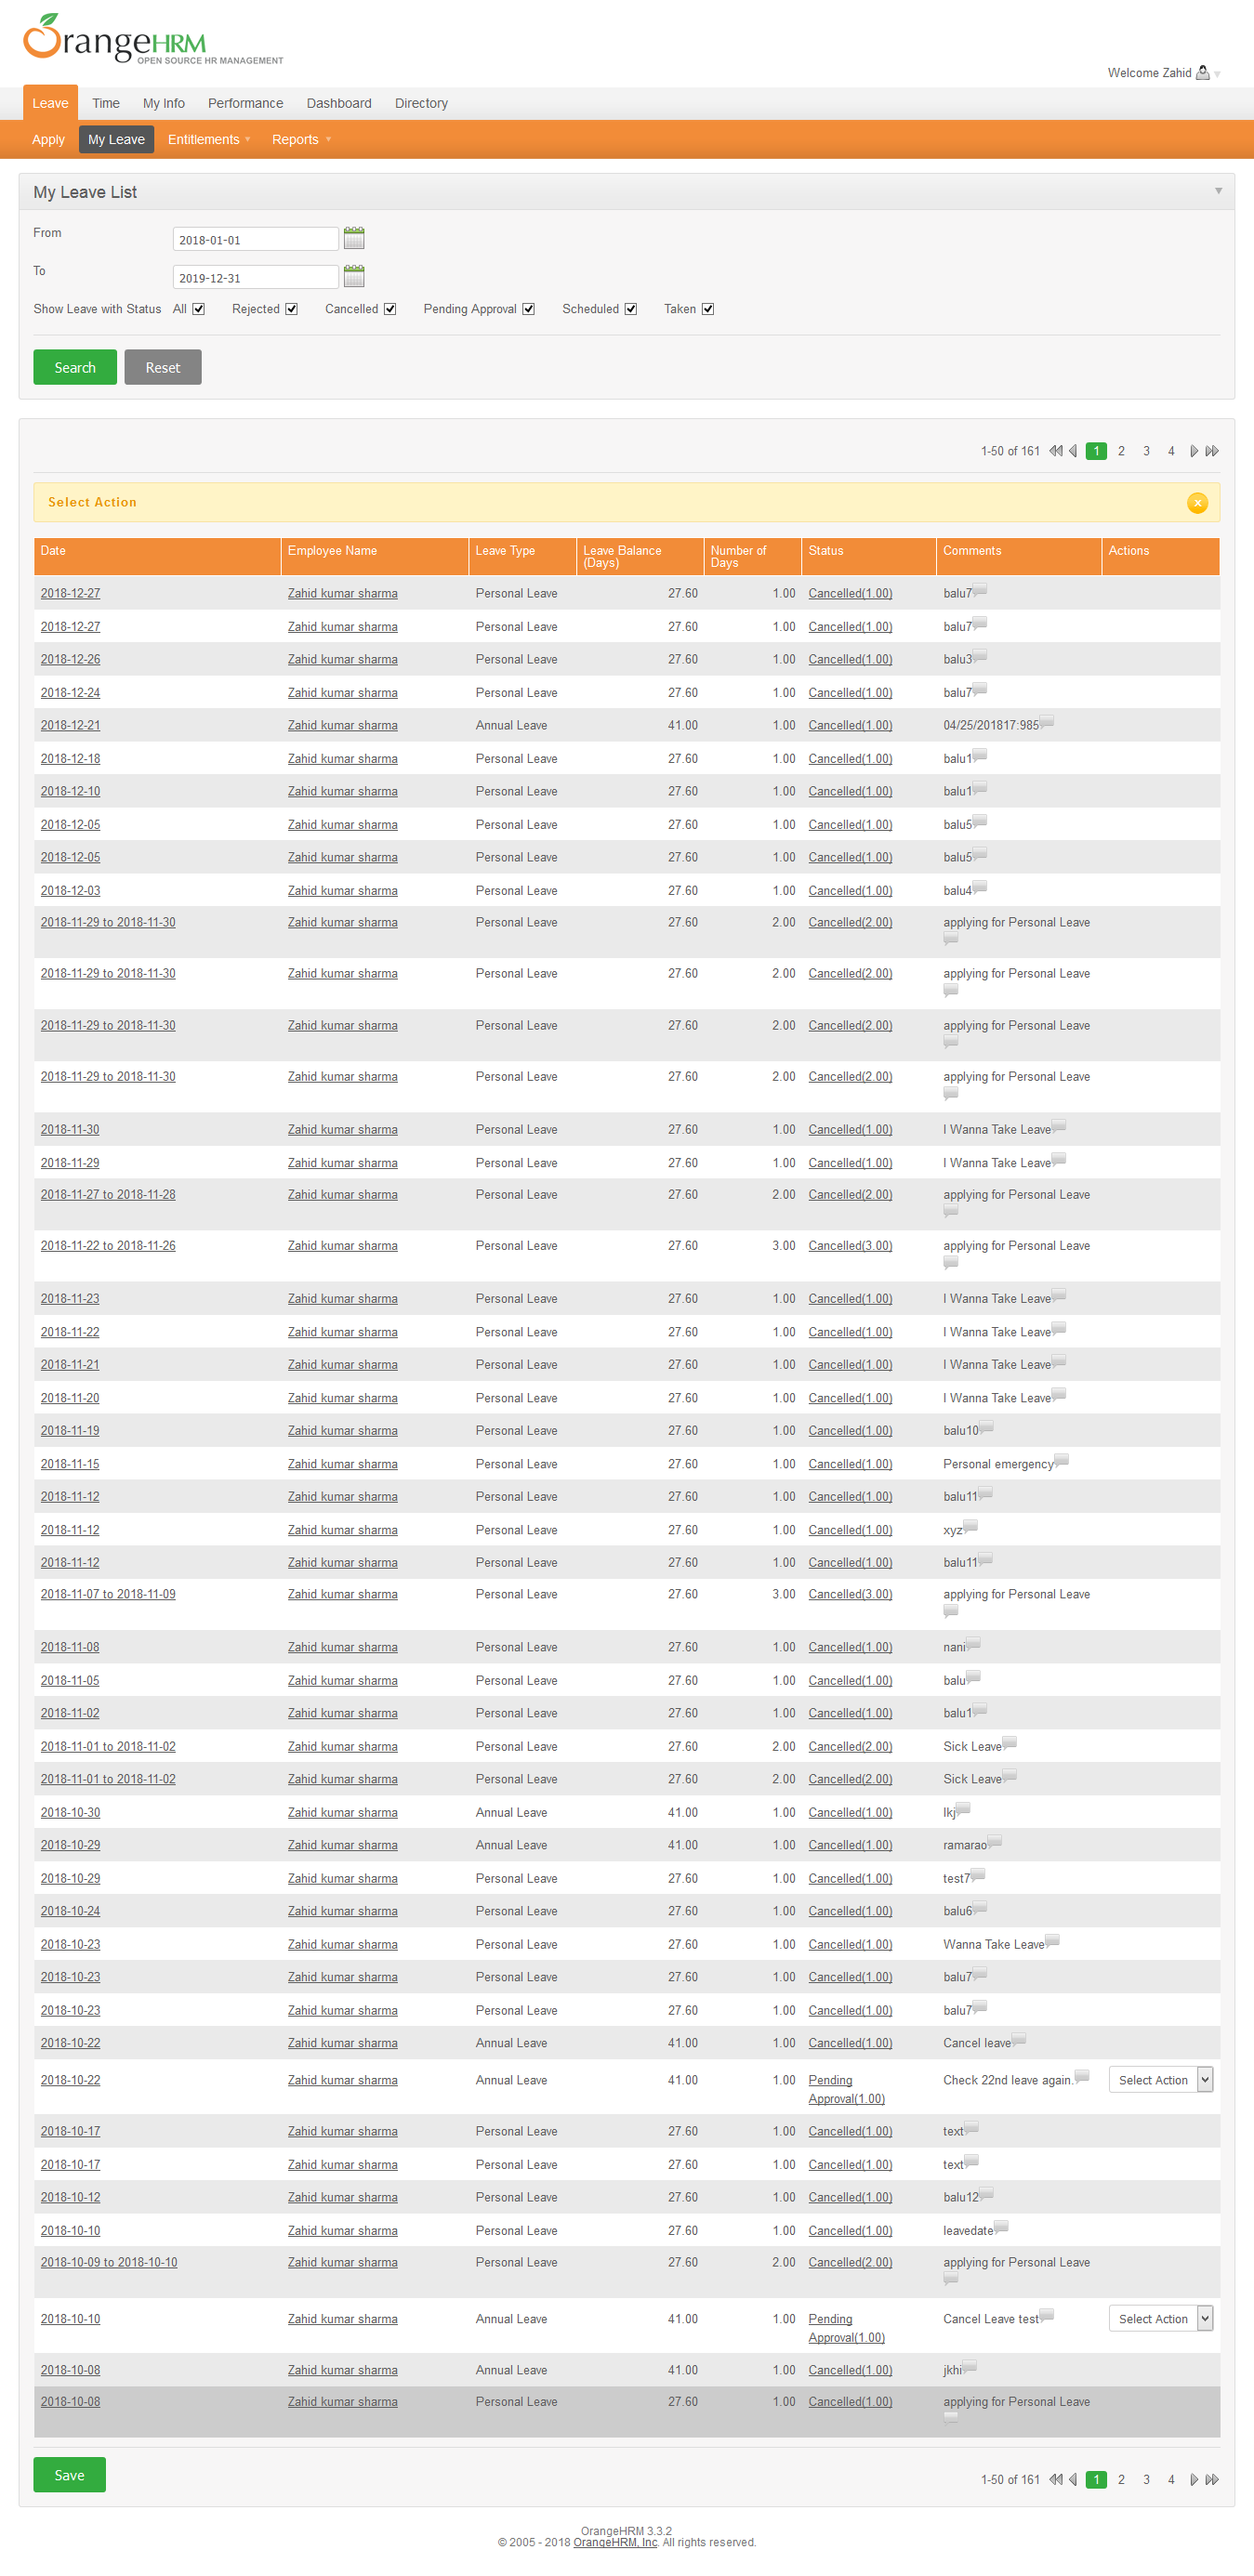 OrangeHRM
OPEN SOURCE HR MANAGEMENT
Welcome Zahid
Leave Time My Info Performance Dashboard Directory
Apply My Leave Entitlements Reports
My Leave List
From 2018-01-01
To 2019-12-31
Show Leave with Status All Rejected Cancelled Pending Approval Scheduled Taken
Search Reset
1-50 of 161 1 2 3 4
Select Action
Date Employee Name Leave Type Leave Balance (Days) Number of Days Status Comments Actions
2018-12-27 Zahid kumar sharma Personal Leave 27.60 1.00 Cancelled(1.00) balu7
2018-12-27 Zahid kumar sharma Personal Leave 27.60 1.00 Cancelled(1.00) balu7
2018-12-26 Zahid kumar sharma Personal Leave 27.60 1.00 Cancelled(1.00) balu3
2018-12-24 Zahid kumar sharma Personal Leave 27.60 1.00 Cancelled(1.00) balu7
2018-12-21 Zahid kumar sharma Annual Leave 41.00 1.00 Cancelled(1.00) 04/25/201817:985
2018-12-18 Zahid kumar sharma Personal Leave 27.60 1.00 Cancelled(1.00) balu1
2018-12-10 Zahid kumar sharma Personal Leave 27.60 1.00 Cancelled(1.00) balu1
2018-12-05 Zahid kumar sharma Personal Leave 27.60 1.00 Cancelled(1.00) balu5
2018-12-05 Zahid kumar sharma Personal Leave 27.60 1.00 Cancelled(1.00) balu5
2018-12-03 Zahid kumar sharma Personal Leave 27.60 1.00 Cancelled(1.00) balu4
2018-11-29 to 2018-11-30 Zahid kumar sharma Personal Leave 27.60 2.00 Cancelled(2.00) applying for Personal Leave
2018-11-29 to 2018-11-30 Zahid kumar sharma Personal Leave 27.60 2.00 Cancelled(2.00) applying for Personal Leave
2018-11-29 to 2018-11-30 Zahid kumar sharma Personal Leave 27.60 2.00 Cancelled(2.00) applying for Personal Leave
2018-11-29 to 2018-11-30 Zahid kumar sharma Personal Leave 27.60 2.00 Cancelled(2.00) applying for Personal Leave
2018-11-30 Zahid kumar sharma Personal Leave 27.60 1.00 Cancelled(1.00) I Wanna Take Leave
2018-11-29 Zahid kumar sharma Personal Leave 27.60 1.00 Cancelled(1.00) I Wanna Take Leave
2018-11-27 to 2018-11-28 Zahid kumar sharma Personal Leave 27.60 2.00 Cancelled(2.00) applying for Personal Leave
2018-11-22 to 2018-11-26 Zahid kumar sharma Personal Leave 27.60 3.00 Cancelled(3.00) applying for Personal Leave
2018-11-23 Zahid kumar sharma Personal Leave 27.60 1.00 Cancelled(1.00) I Wanna Take Leave
2018-11-22 Zahid kumar sharma Personal Leave 27.60 1.00 Cancelled(1.00) I Wanna Take Leave
2018-11-21 Zahid kumar sharma Personal Leave 27.60 1.00 Cancelled(1.00) I Wanna Take Leave
2018-11-20 Zahid kumar sharma Personal Leave 27.60 1.00 Cancelled(1.00) I Wanna Take Leave
2018-11-19 Zahid kumar sharma Personal Leave 27.60 1.00 Cancelled(1.00) balu10
2018-11-15 Zahid kumar sharma Personal Leave 27.60 1.00 Cancelled(1.00) Personal emergency
2018-11-12 Zahid kumar sharma Personal Leave 27.60 1.00 Cancelled(1.00) balu11
2018-11-12 Zahid kumar sharma Personal Leave 27.60 1.00 Cancelled(1.00) xyz
2018-11-12 Zahid kumar sharma Personal Leave 27.60 1.00 Cancelled(1.00) balu11
2018-11-07 to 2018-11-09 Zahid kumar sharma Personal Leave 27.60 3.00 Cancelled(3.00) applying for Personal Leave
2018-11-08 Zahid kumar sharma Personal Leave 27.60 1.00 Cancelled(1.00) nani
2018-11-05 Zahid kumar sharma Personal Leave 27.60 1.00 Cancelled(1.00) balu
2018-11-02 Zahid kumar sharma Personal Leave 27.60 1.00 Cancelled(1.00) balu1
2018-11-01 to 2018-11-02 Zahid kumar sharma Personal Leave 27.60 2.00 Cancelled(2.00) Sick Leave
2018-11-01 to 2018-11-02 Zahid kumar sharma Personal Leave 27.60 2.00 Cancelled(2.00) Sick Leave
2018-10-30 Zahid kumar sharma Annual Leave 41.00 1.00 Cancelled(1.00) lkj
2018-10-29 Zahid kumar sharma Annual Leave 41.00 1.00 Cancelled(1.00) ramarao
2018-10-29 Zahid kumar sharma Personal Leave 27.60 1.00 Cancelled(1.00) test7
2018-10-24 Zahid kumar sharma Personal Leave 27.60 1.00 Cancelled(1.00) balu6
2018-10-23 Zahid kumar sharma Personal Leave 27.60 1.00 Cancelled(1.00) Wanna Take Leave
2018-10-23 Zahid kumar sharma Personal Leave 27.60 1.00 Cancelled(1.00) balu7
2018-10-23 Zahid kumar sharma Personal Leave 27.60 1.00 Cancelled(1.00) balu7
2018-10-22 Zahid kumar sharma Annual Leave 41.00 1.00 Cancelled(1.00) Cancel leave
2018-10-22 Zahid kumar sharma Annual Leave 41.00 1.00 Pending Approval(1.00) Check 22nd leave again. Select Action
2018-10-17 Zahid kumar sharma Personal Leave 27.60 1.00 Cancelled(1.00) text
2018-10-17 Zahid kumar sharma Personal Leave 27.60 1.00 Cancelled(1.00) text
2018-10-12 Zahid kumar sharma Personal Leave 27.60 1.00 Cancelled(1.00) balu12
2018-10-10 Zahid kumar sharma Personal Leave 27.60 1.00 Cancelled(1.00) leavedate
2018-10-09 to 2018-10-10 Zahid kumar sharma Personal Leave 27.60 2.00 Cancelled(2.00) applying for Personal Leave
2018-10-10 Zahid kumar sharma Annual Leave 41.00 1.00 Pending Approval(1.00) Cancel Leave test Select Action
2018-10-08 Zahid kumar sharma Annual Leave 41.00 1.00 Cancelled(1.00) jkhi
2018-10-08 Zahid kumar sharma Personal Leave 27.60 1.00 Cancelled(1.00) applying for Personal Leave
Save 1-50 of 161 1 2 3 4
OrangeHRM 3.3.2
© 2005 - 2018 OrangeHRM, Inc. All rights reserved.